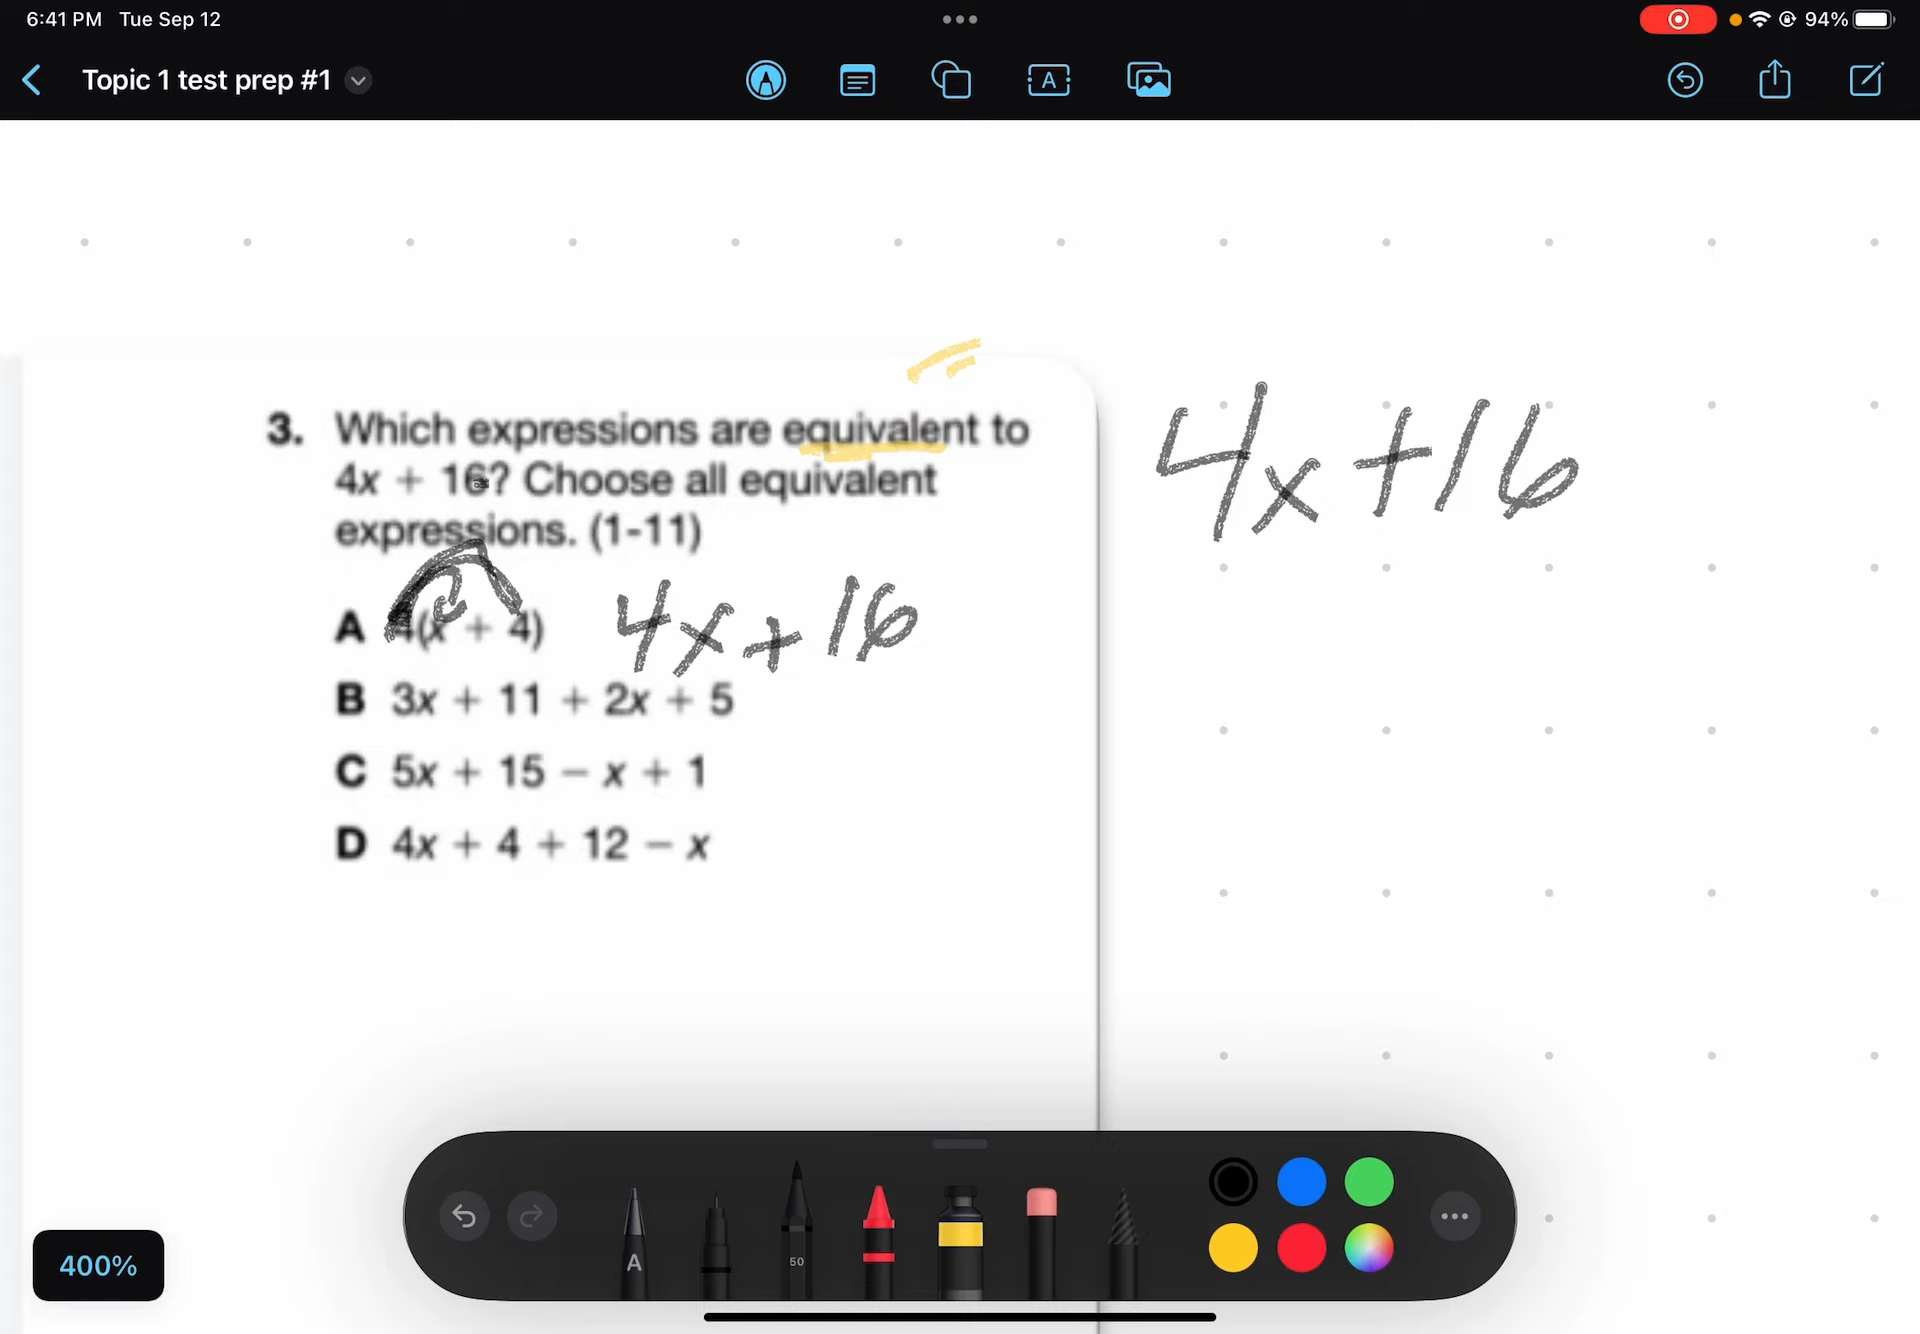 6:41 PM Tue Sep 12
94%
Topic 1 test prep #1
A
3. Which expressions are equivalent to
4x + 16? Choose all equivalent
expressions. (1-11)
4x+16
A 4(x + 4) 4x+16
B 3x + 11 + 2x + 5
C 5x + 15 − x + 1
D 4x + 4 + 12 − x
A
50
400%